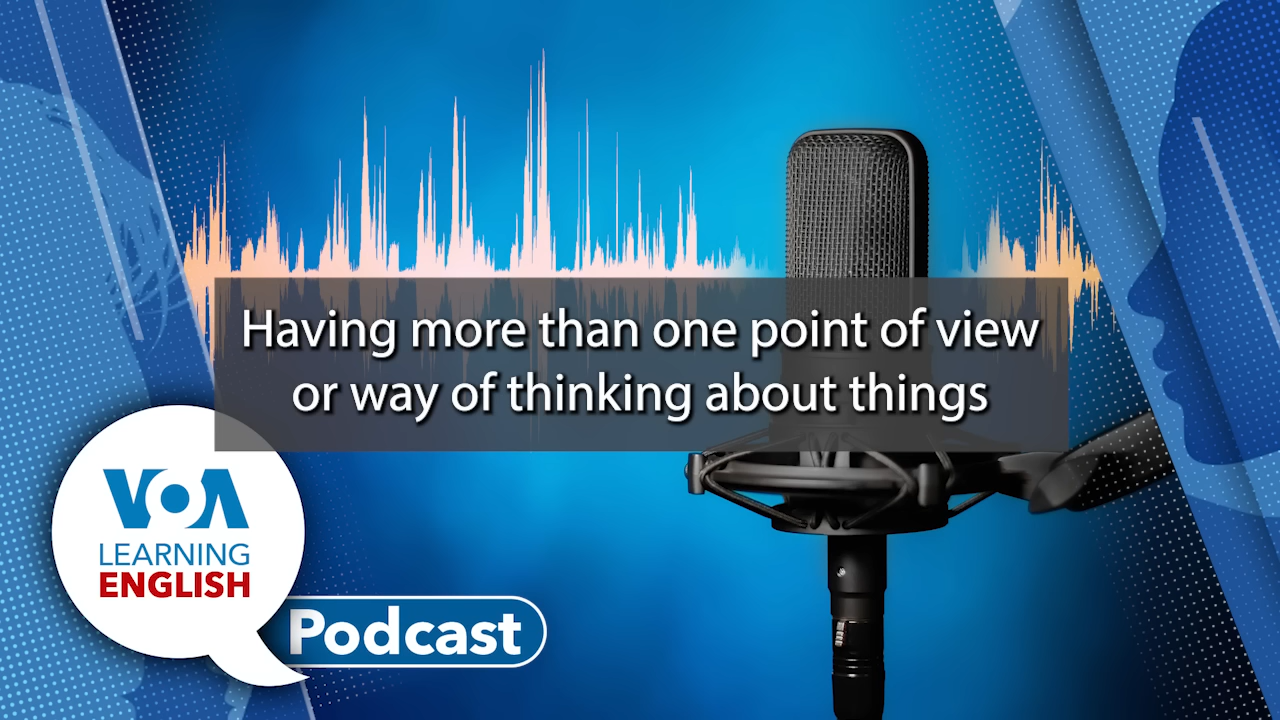 Having more than one point of view
or way of thinking about things
VOA
LEARNING
ENGLISH
Podcast